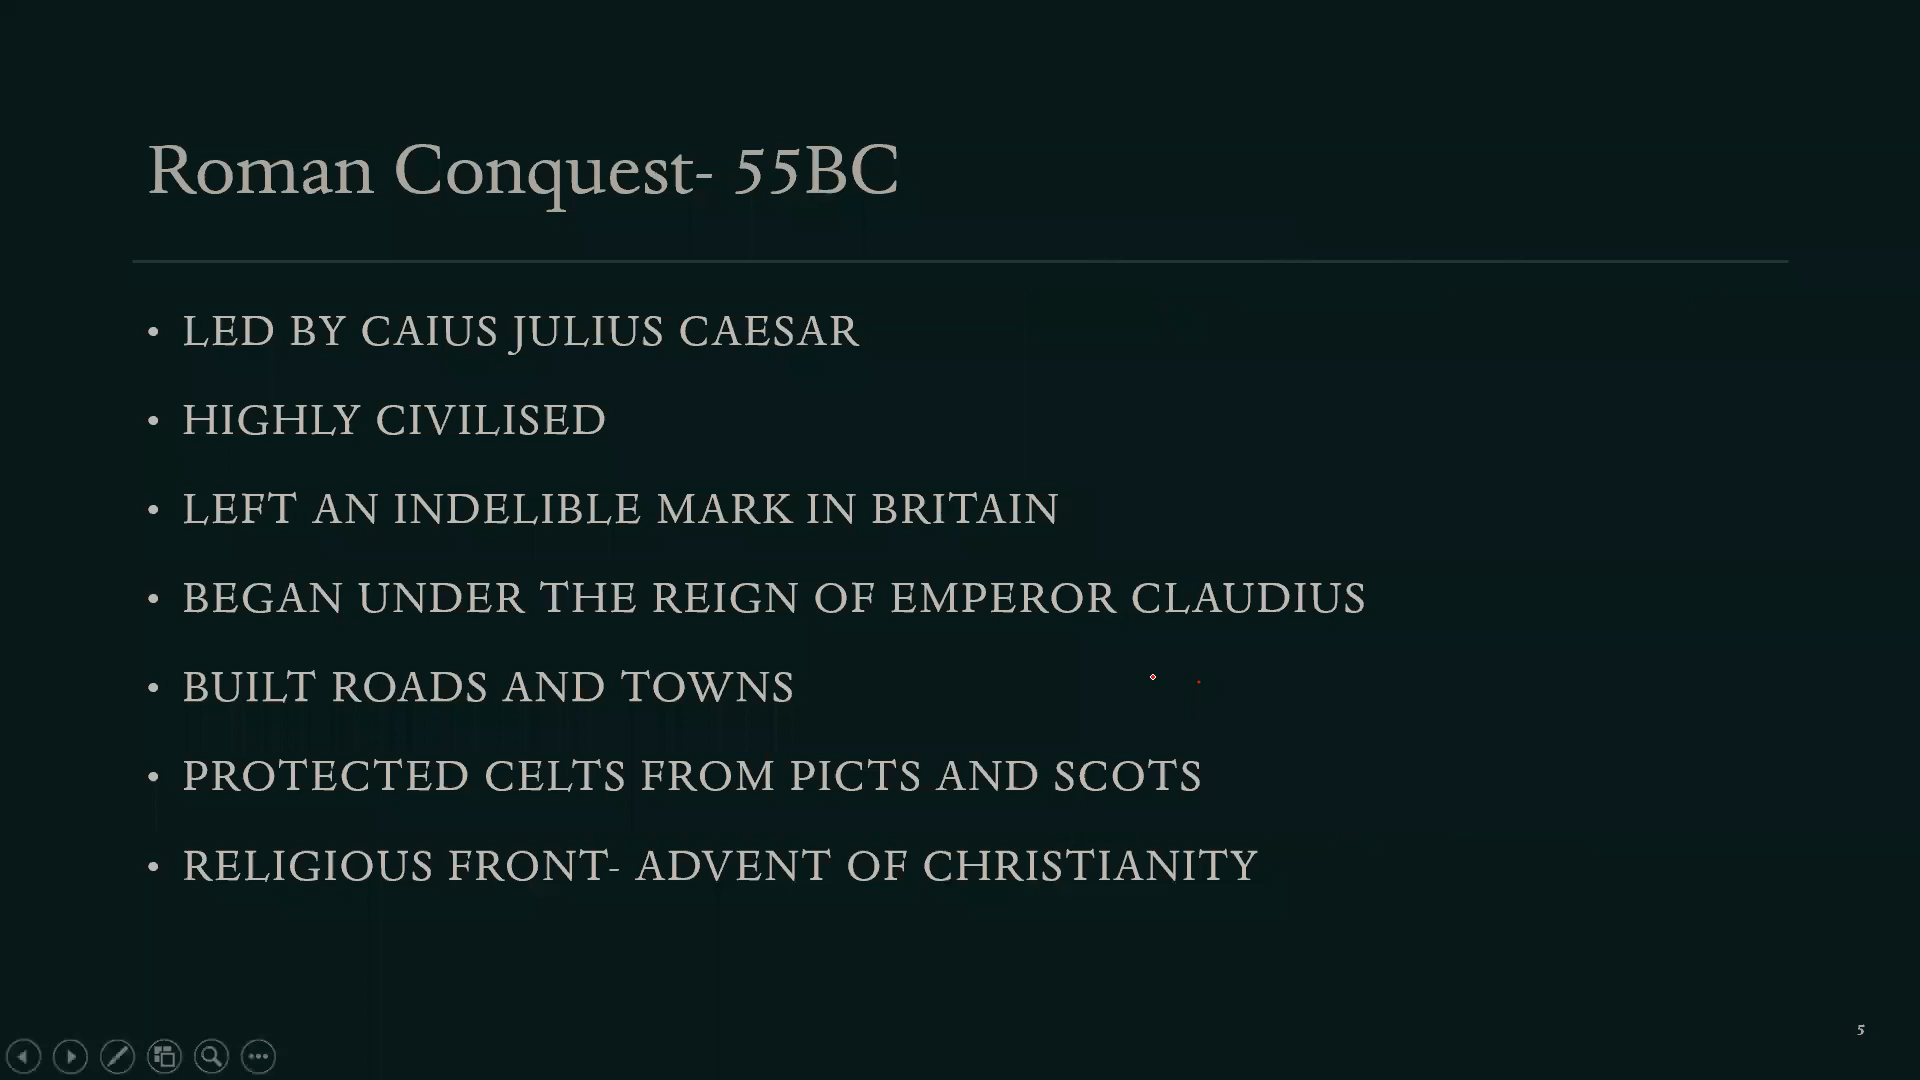 Roman Conquest- 55BC
• LED BY CAIUS JULIUS CAESAR
• HIGHLY CIVILISED
• LEFT AN INDELIBLE MARK IN BRITAIN
• BEGAN UNDER THE REIGN OF EMPEROR CLAUDIUS
• BUILT ROADS AND TOWNS
• PROTECTED CELTS FROM PICTS AND SCOTS
• RELIGIOUS FRONT- ADVENT OF CHRISTIANITY
5